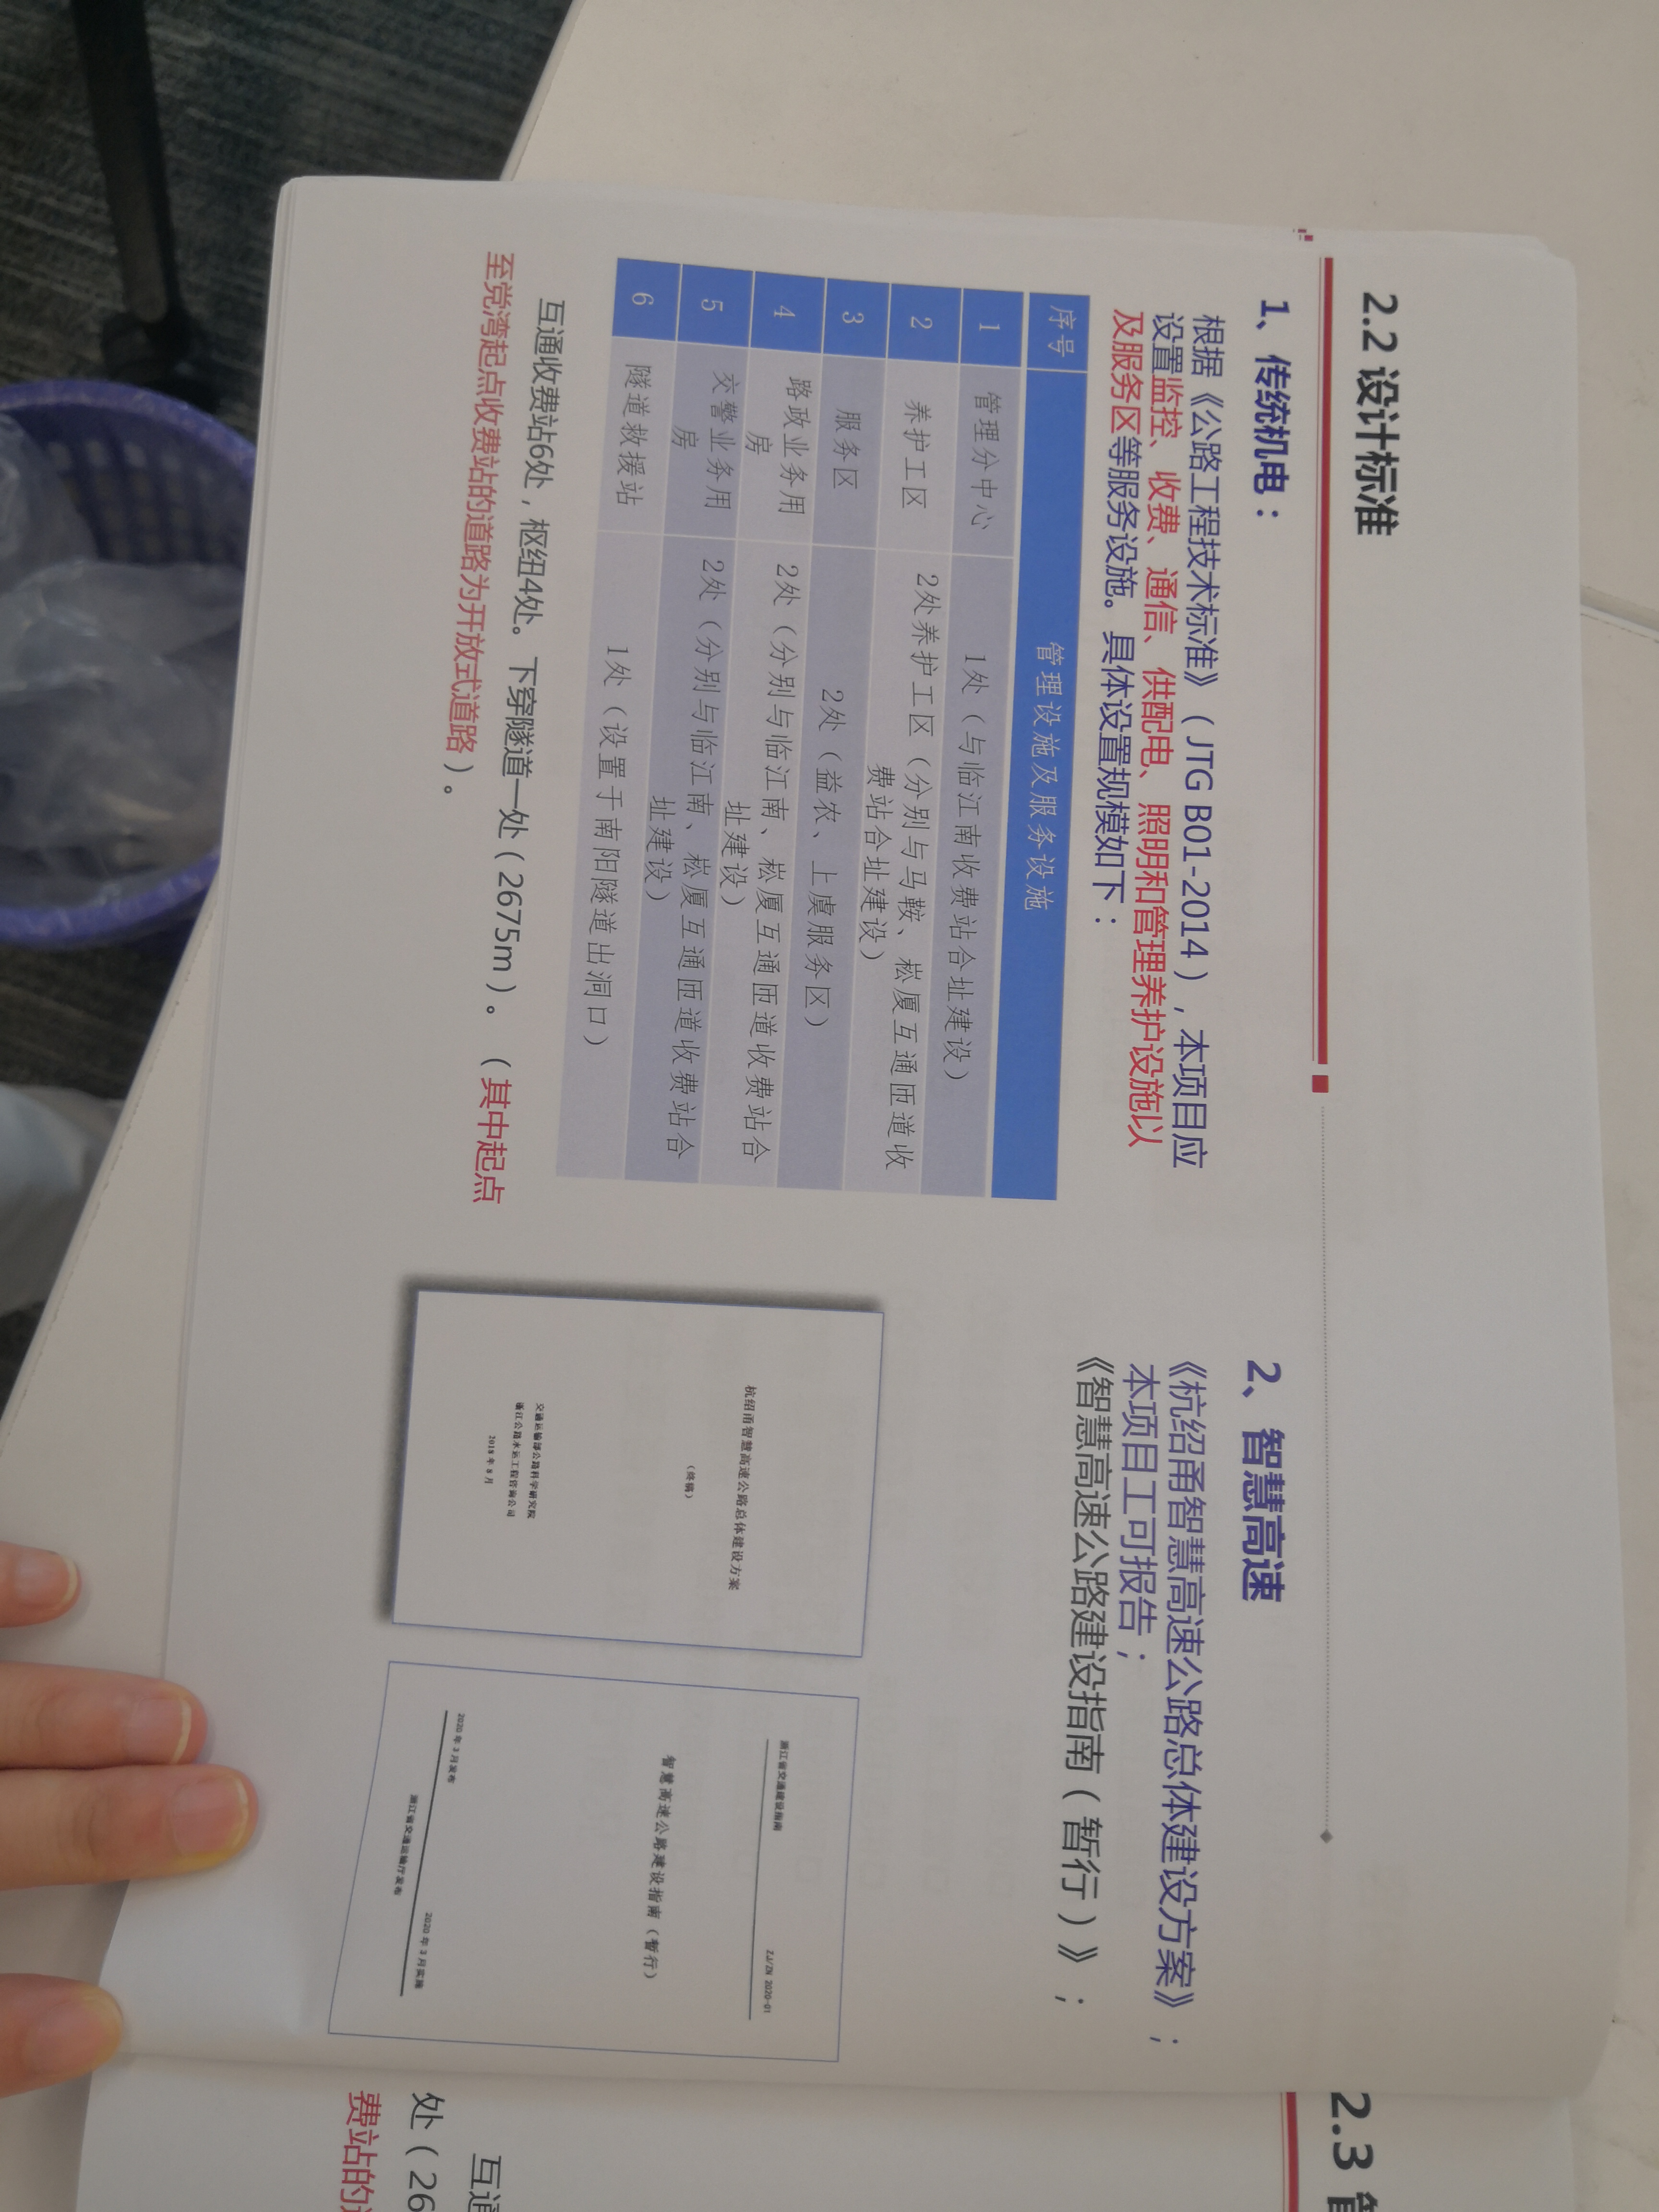 2.2 设计标准
1、传统机电：
根据《公路工程技术标准》（JTG B01-2014），本项目应
设置监控、收费、通信、供配电、照明和管理养护设施以
及服务区等服务设施。具体设置规模如下：
序号 管理设施及服务设施
1 管理分中心 1处（与临江南收费站合址建设）
2 养护工区 2处养护工区（分别与马鞍、崧厦互通匝道收
费站合址建设）
3 服务区 2处（益农、上虞服务区）
4 路政业务用
房 2处（分别与临江南、崧厦互通匝道收费站合
址建设）
5 交警业务用
房 2处（分别与临江南、崧厦互通匝道收费站合
址建设）
6 隧道救援站 1处（设置于南阳隧道出洞口）
互通收费站6处，枢纽4处。下穿隧道一处（2675m）。（其中起点
至党湾起点收费站的道路为开放式道路）。
2、智慧高速
《杭绍甬智慧高速公路总体建设方案》；
本项目工可报告；
《智慧高速公路建设指南（暂行）》；
杭绍甬智慧高速公路总体建设方案
（终稿）
交通运输部公路科学研究院
浙江公路水运工程咨询公司
2018 年 8 月
浙江省交通建设指南 ZJ/ZN 2020-01
智慧高速公路建设指南（暂行）
2020 年 3 月发布 2020 年 3 月实施
浙江省交通运输厅发布
2.3
互通
处（26
费站的